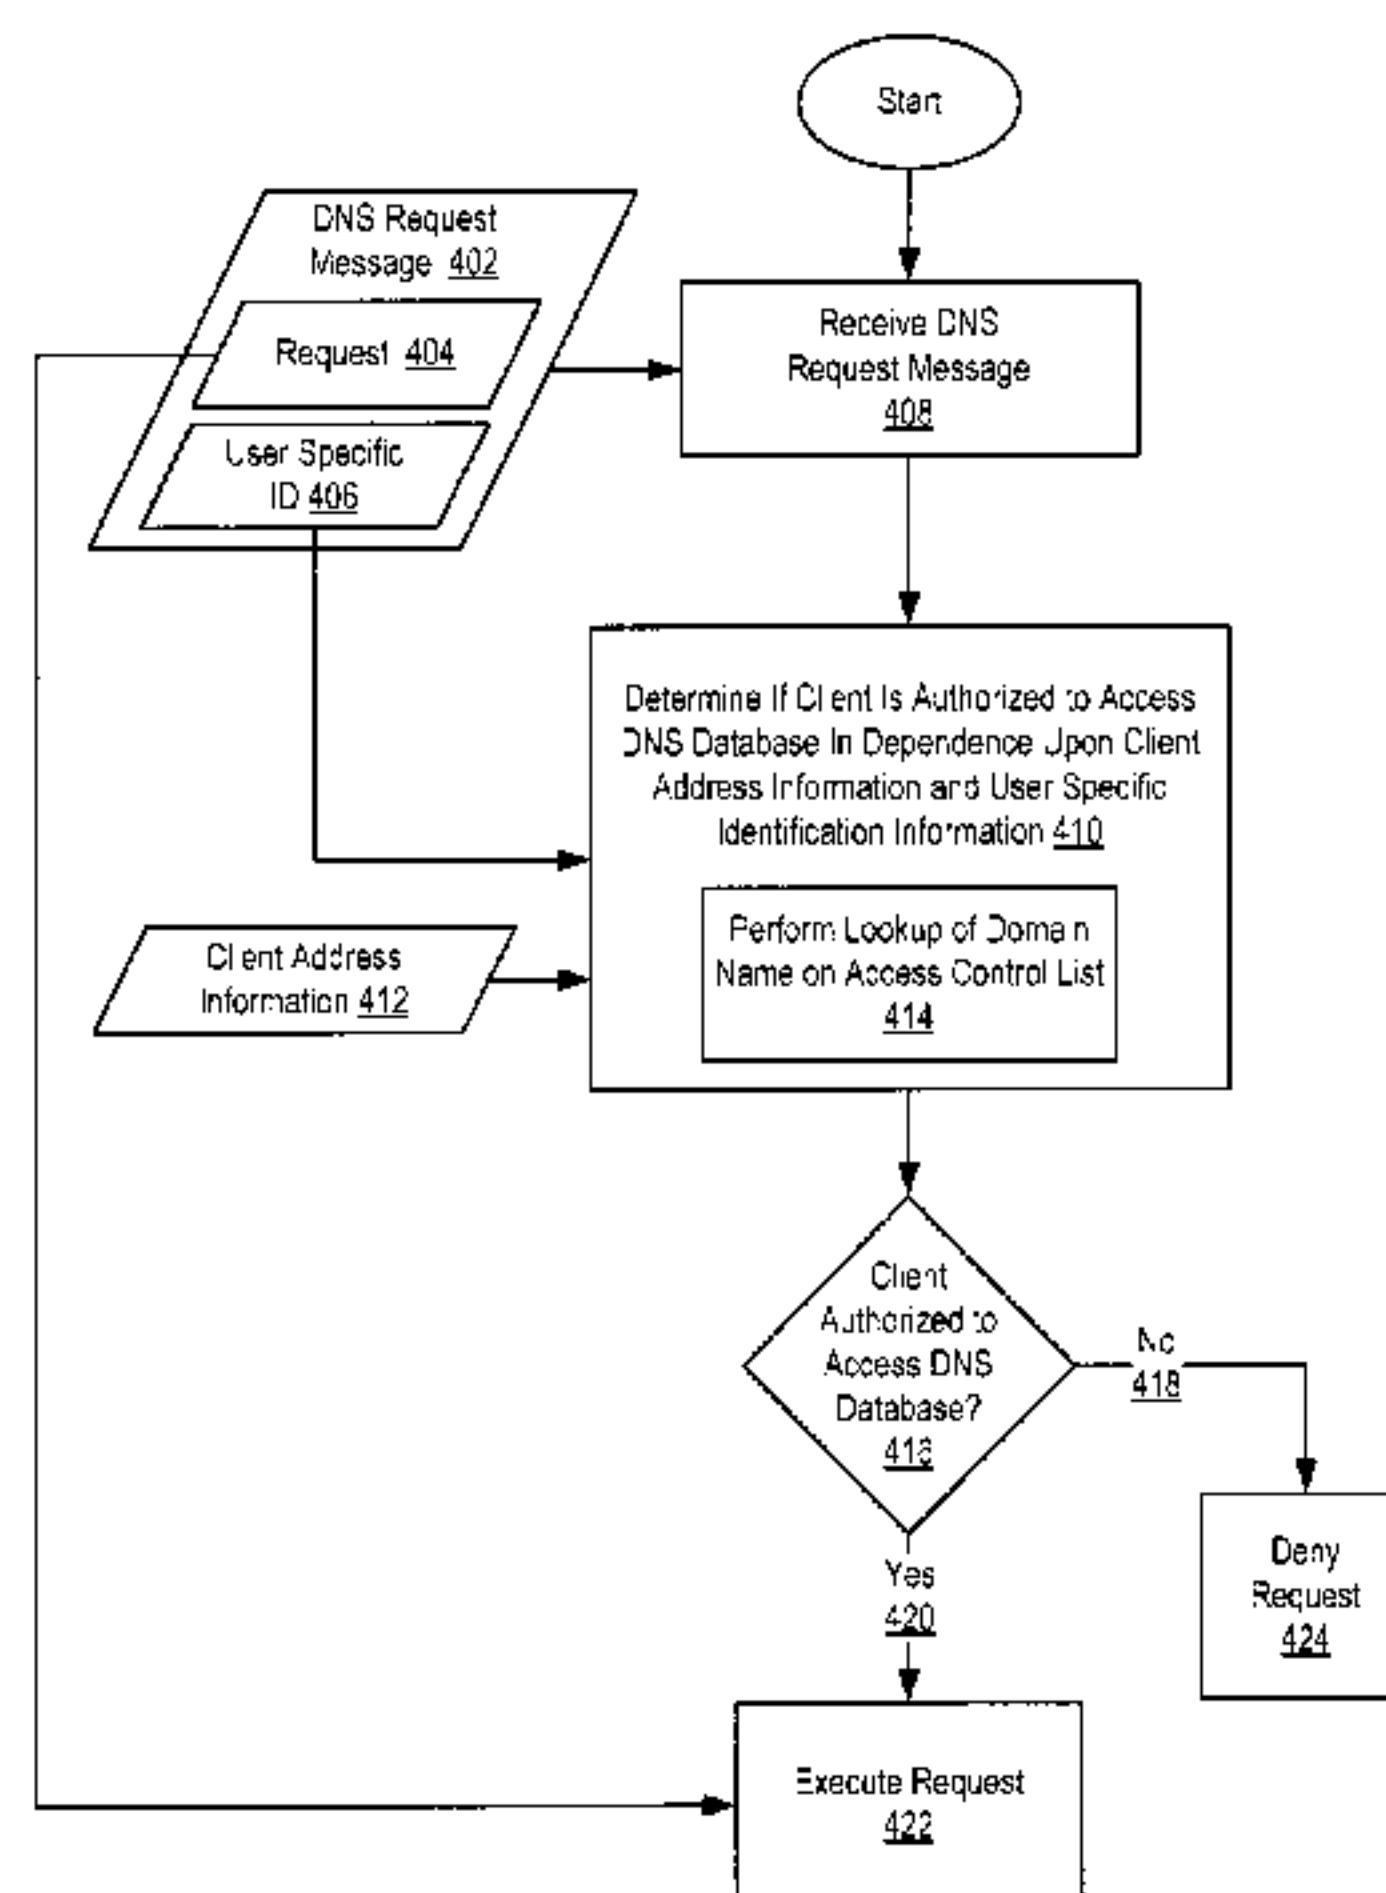 Start
DNS Request
Message 402
Request 404
User Specific
ID 406
Receive DNS
Request Message
408
Determine If Client Is Authorized to Access
DNS Database In Dependence Upon Client
Address Information and User Specific
Identification Information 410
Perform Lookup of Domain
Name on Access Control List
414
Client Address
Information 412
Client
Authorized to
Access DNS
Database?
416
No
418
Yes
420
Deny
Request
424
Execute Request
422